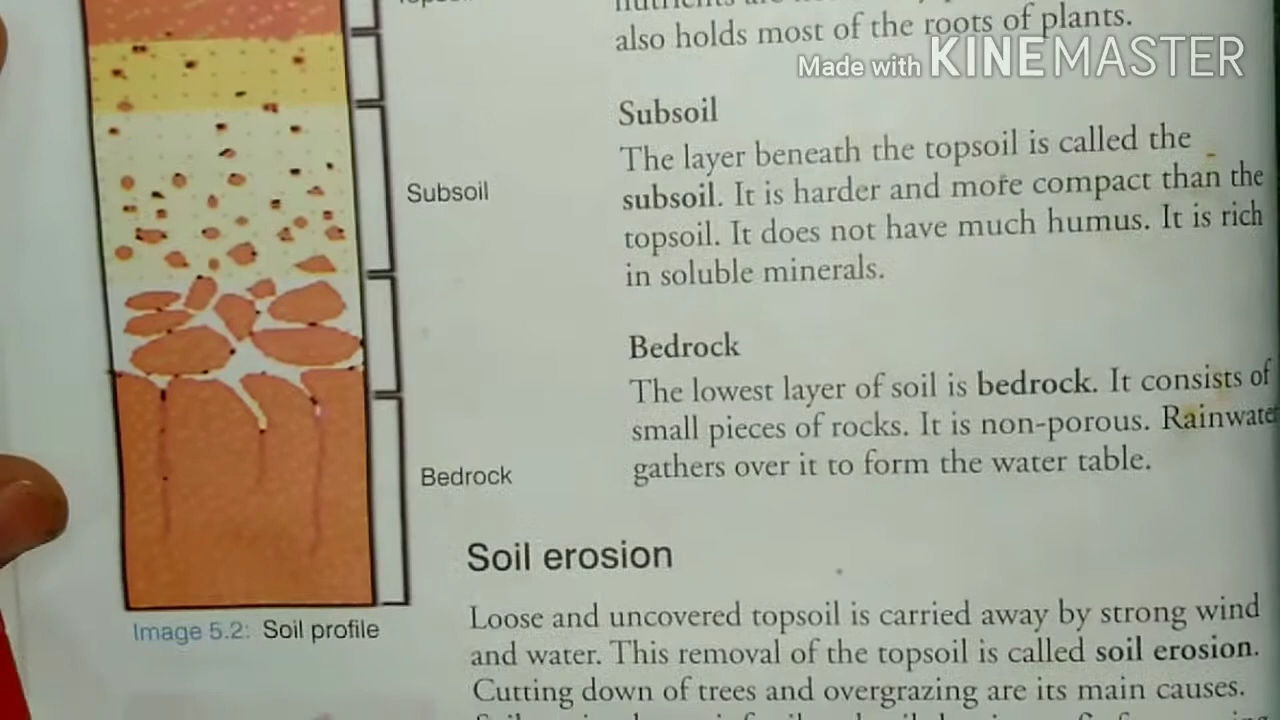 also holds most of the roots of plants.
Made with KINEMASTER
Subsoil
The layer beneath the topsoil is called the
subsoil. It is harder and more compact than the
topsoil. It does not have much humus. It is rich
in soluble minerals.
Subsoil
Bedrock
The lowest layer of soil is bedrock. It consists of
small pieces of rocks. It is non-porous. Rainwater
gathers over it to form the water table.
Bedrock
Image 5.2: Soil profile
Soil erosion
Loose and uncovered topsoil is carried away by strong wind
and water. This removal of the topsoil is called soil erosion.
Cutting down of trees and overgrazing are its main causes.